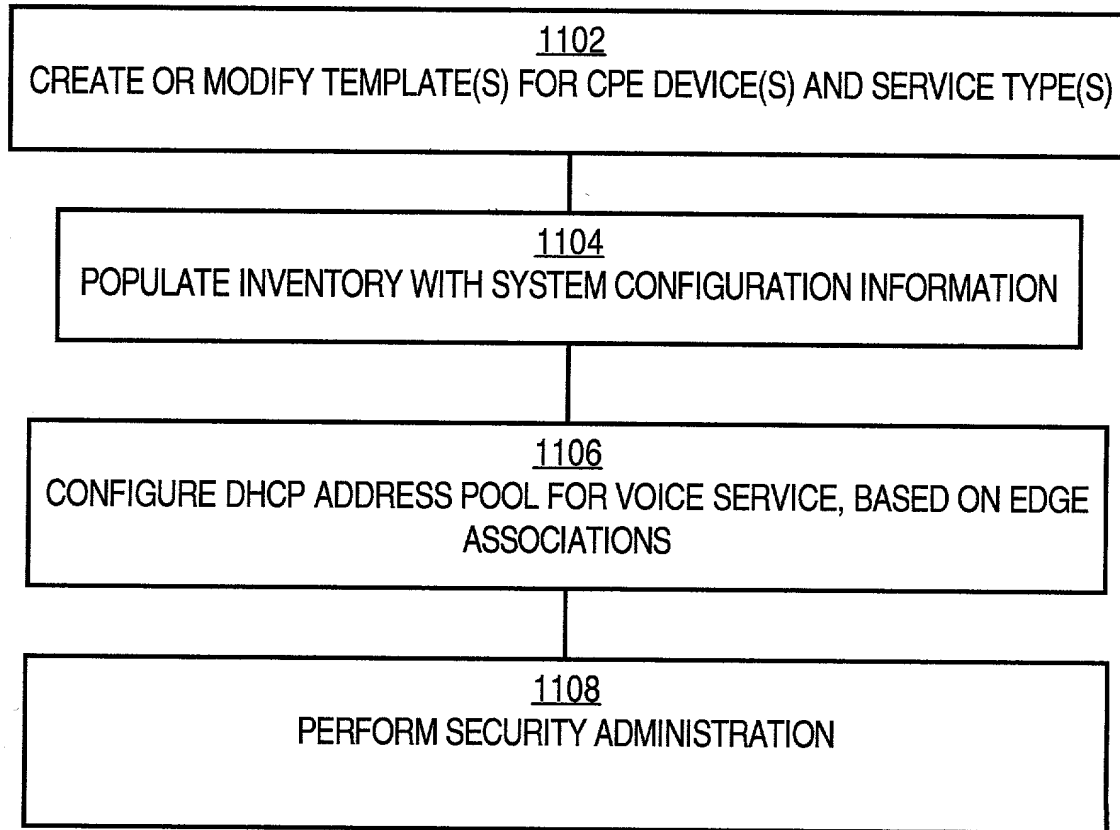 1102
CREATE OR MODIFY TEMPLATE(S) FOR CPE DEVICE(S) AND SERVICE TYPE(S)
1104
POPULATE INVENTORY WITH SYSTEM CONFIGURATION INFORMATION
1106
CONFIGURE DHCP ADDRESS POOL FOR VOICE SERVICE, BASED ON EDGE
ASSOCIATIONS
1108
PERFORM SECURITY ADMINISTRATION